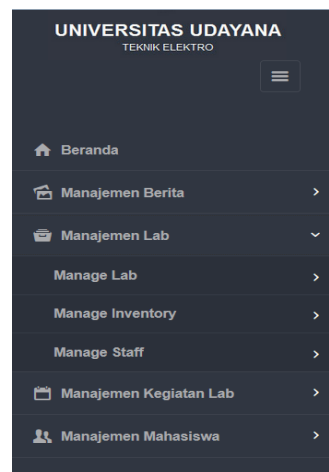 UNIVERSITAS UDAYANA
TEKNIK ELEKTRO
Beranda
Manajemen Berita
Manajemen Lab
Manage Lab
Manage Inventory
Manage Staff
Manajemen Kegiatan Lab
Manajemen Mahasiswa